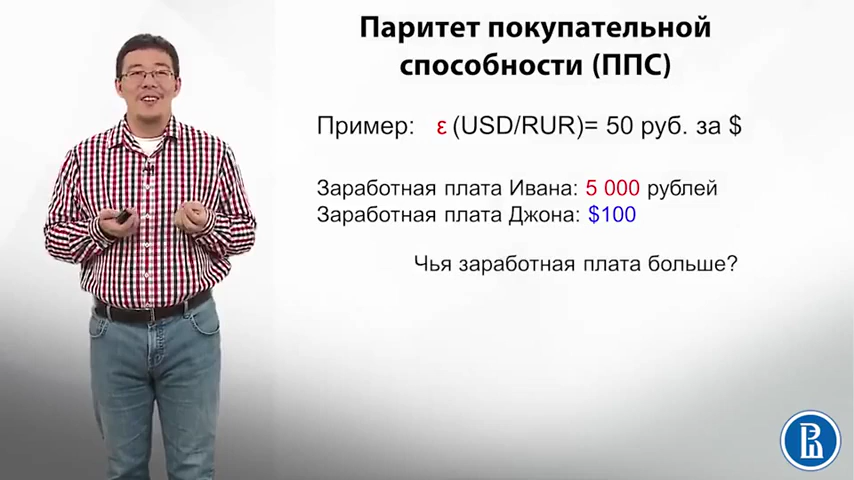 Паритет покупательной
способности (ППС)
Пример: ε (USD/RUR)= 50 руб. за $
Заработная плата Ивана: 5 000 рублей
Заработная плата Джона: $100
Чья заработная плата больше?